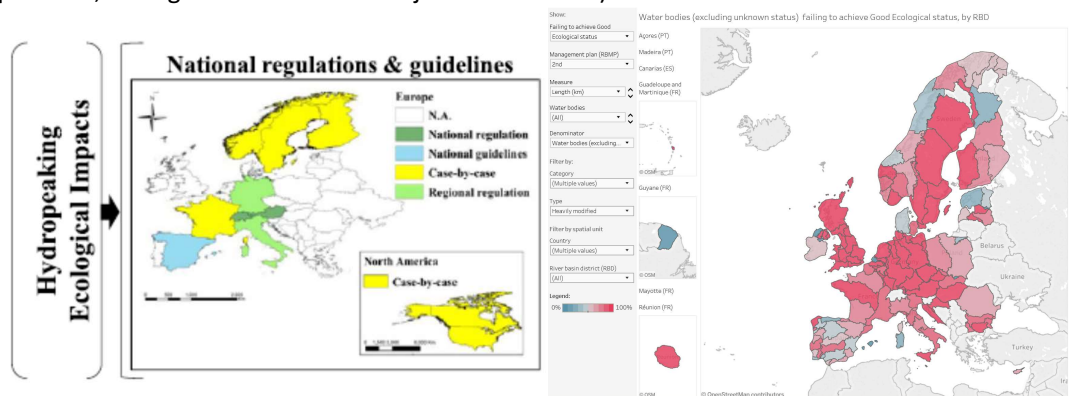 Hydropeaking
Ecological Impacts
National regulations & guidelines
N
Europe
N.A.
National regulation
National guidelines
Case-by-case
Regional regulation
North America
Case-by-case
Show:
Failing to achieve Good
Ecological status
Management plan (RBMP)
2nd
Measure
Length (km)
Water bodies
(All)
Denominator
Water bodies (excluding...
Filter by:
Category
(Multiple values)
Type
Heavily modified
Filter by spatial unit
Country
(Multiple values)
River basin district (RBD)
(All)
Legend:
0% 100%
Water bodies (excluding unknown status) failing to achieve Good Ecological status, by RBD
Açores (PT)
Madeira (PT)
Canarias (ES)
Guadeloupe and
Martinique (FR)
© OSM
Guyane (FR)
© OSM
Mayotte (FR)
Réunion (FR)
© OSM
Belarus
Ukraine
Turkey
© OpenStreetMap contributors